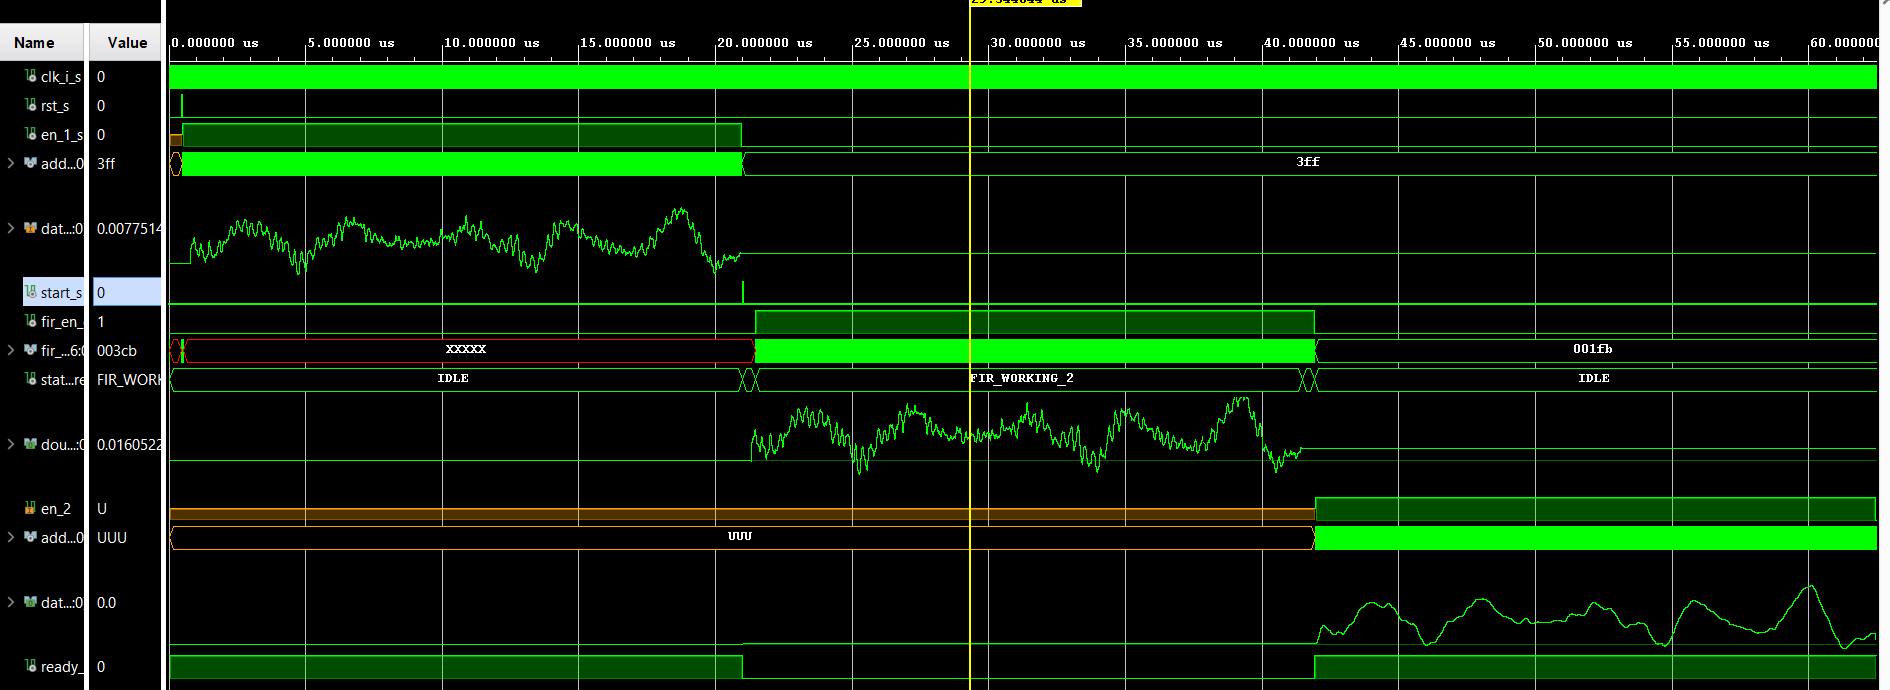 Name Value
0.000000 us 5.000000 us 10.000000 us 15.000000 us 20.000000 us 25.000000 us 30.000000 us 35.000000 us 40.000000 us 45.000000 us 50.000000 us 55.000000 us 60.00000
clk_i_s 0
rst_s 0
en_1_s 0
add...0 3ff 3ff
dat...:0 0.0077514
start_s 0
fir_en_ 1
fir_...6:0 003cb XXXXX 001fb
stat...re FIR_WORK IDLE FIR_WORKING_2 IDLE
dou...:0 0.0160522
en_2 U
add...0 UUU UUU
dat...:0 0.0
ready_ 0